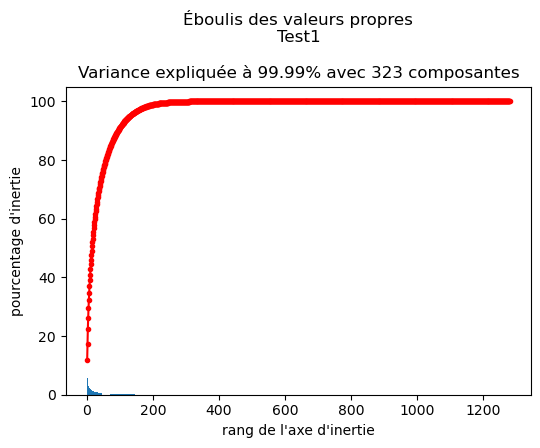 Éboulis des valeurs propres
Test1
Variance expliquée à 99.99% avec 323 composantes
100
80
60
40
20
0
pourcentage d'inertie
0 200 400 600 800 1000 1200
rang de l'axe d'inertie